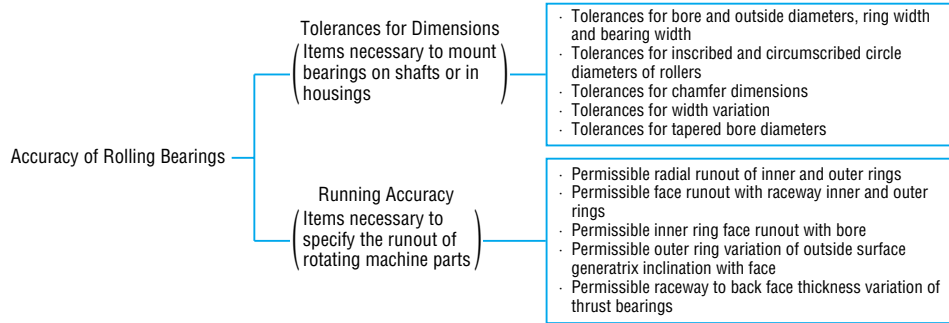 Accuracy of Rolling Bearings
Tolerances for Dimensions
(Items necessary to mount
bearings on shafts or in
housings)
· Tolerances for bore and outside diameters, ring width
and bearing width
· Tolerances for inscribed and circumscribed circle
diameters of rollers
· Tolerances for chamfer dimensions
· Tolerances for width variation
· Tolerances for tapered bore diameters
Running Accuracy
(Items necessary to
specify the runout of
rotating machine parts)
· Permissible radial runout of inner and outer rings
· Permissible face runout with raceway inner and outer
rings
· Permissible inner ring face runout with bore
· Permissible outer ring variation of outside surface
generatrix inclination with face
· Permissible raceway to back face thickness variation of
thrust bearings